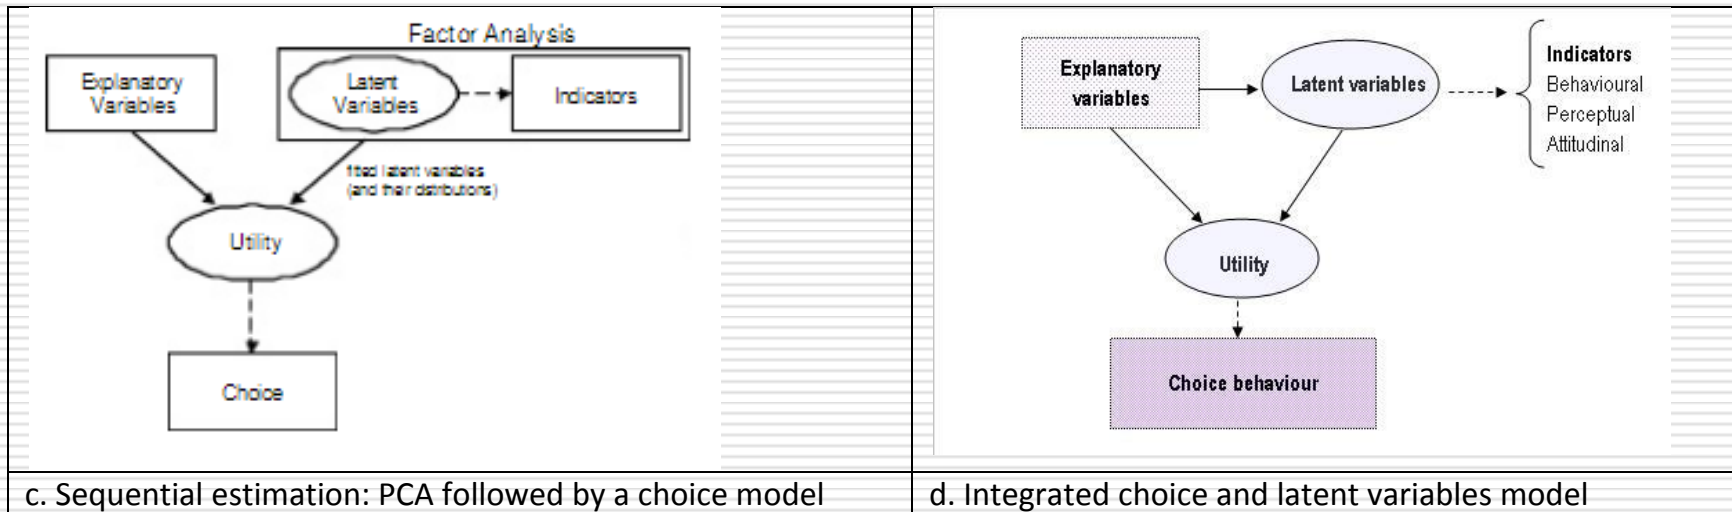 Factor Analysis
Explanatory
Variables
Latent
Variables
Indicators
fitted latent variables
(and their distributions)
Utility
Choice
c. Sequential estimation: PCA followed by a choice model
Explanatory
variables
Latent variables
Indicators
Behavioural
Perceptual
Attitudinal
Utility
Choice behaviour
d. Integrated choice and latent variables model